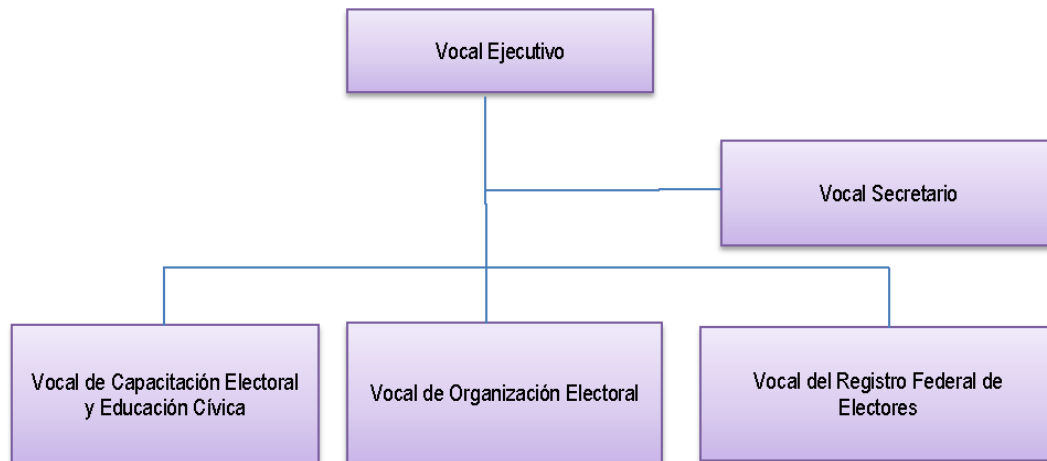 Vocal Ejecutivo
Vocal Secretario
Vocal de Capacitación Electoral
y Educación Cívica
Vocal de Organización Electoral
Vocal del Registro Federal de
Electores